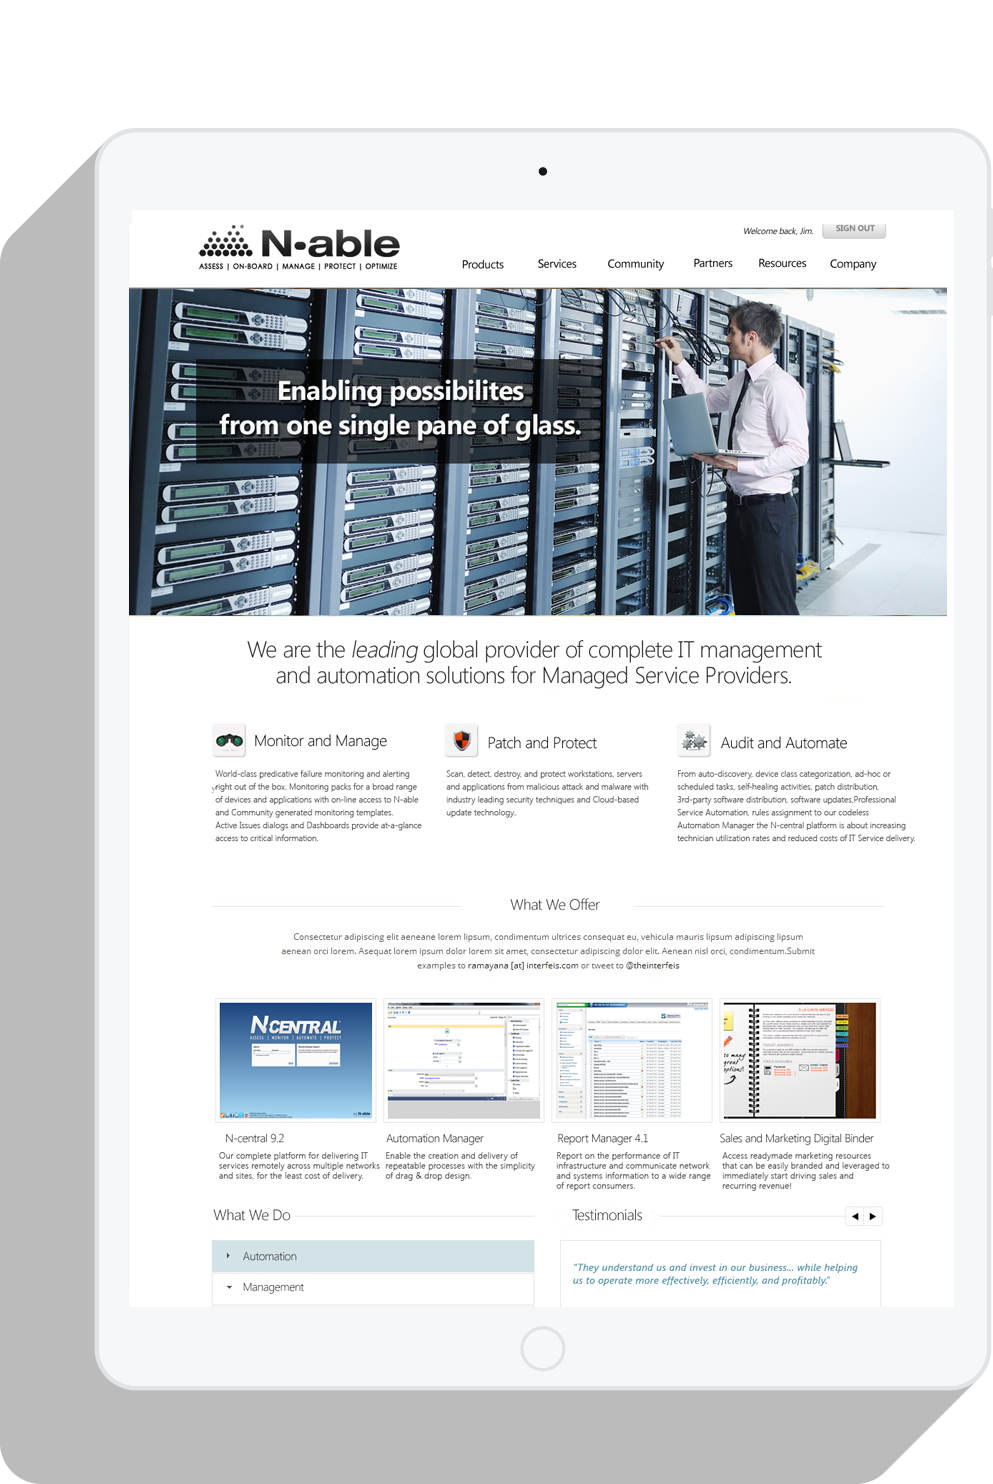 Welcome back, Jim.
SIGN OUT
N-able
ASSESS | ON-BOARD | MANAGE | PROTECT | OPTIMIZE
Products Services Community Partners Resources Company
Enabling possibilites
from one single pane of glass.
We are the leading global provider of complete IT management
and automation solutions for Managed Service Providers.
Monitor and Manage
World-class predicative failure monitoring and alerting
right out of the box. Monitoring packs for a broad range
of devices and applications with on-line access to N-able
and Community generated monitoring templates.
Active Issues dialogs and Dashboards provide at-a-glance
access to critical information.
Patch and Protect
Scan, detect, destroy, and protect workstations, servers
and applications from malicious attack and malware with
industry leading security techniques and Cloud-based
update technology..
Audit and Automate
From auto-discovery, device class categorization, ad-hoc or
scheduled tasks, self-healing activities, patch distribution,
3rd-party software distribution, software updates,Professional
Service Automation, rules assignment to our codeless
Automation Manager the N-central platform is about increasing
technician utilization rates and reduced costs of IT Service delivery.
What We Offer
Consectetur adipiscing elit aeneane lorem lipsum, condimentum ultrices consequat eu, vehicula mauris lipsum adipiscing lipsum
aenean orci lorem. Asequat lorem ipsum dolor lorem sit amet, consectetur adipiscing dolor elit. Aenean nisl orci, condimentum.Submit
examples to ramayana [at] interfeis.com or tweet to @theinterfeis
N-CENTRAL
ASSESS | MONITOR | AUTOMATE | PROTECT
N-able
A LA CARTE SERVICES
to many
great
options!
N-central 9.2
Our complete platform for delivering IT
services remotely across multiple networks
and sites, for the least cost of delivery.
Automation Manager
Enable the creation and delivery of
repeatable processes with the simplicity
of drag & drop design.
Report Manager 4.1
Report on the performance of IT
infrastructure and communicate network
and systems information to a wide range
of report consumers.
Sales and Marketing Digital Binder
Access readymade marketing resources
that can be easily branded and leveraged to
immediately start driving sales and
recurring revenue!
What We Do
Automation
Management
Testimonials
"They understand us and invest in our business... while helping
us to operate more effectively, efficiently, and profitably."